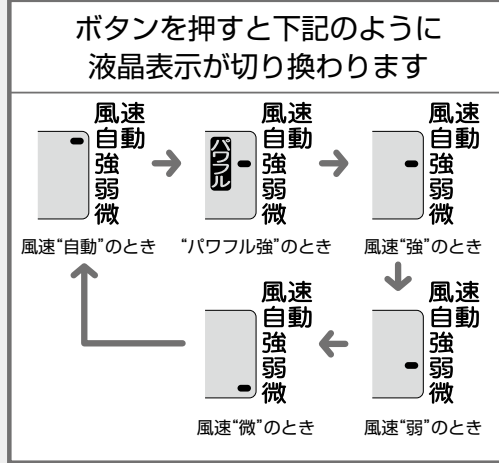 ボタンを押すと下記のように
液晶表示が切り換わります
風速
自動
強
弱
微
風速“自動”のとき
パワフル
風速
自動
強
弱
微
“パワフル強”のとき
風速
自動
強
弱
微
風速“強”のとき
風速
自動
強
弱
微
風速“弱”のとき
風速
自動
強
弱
微
風速“微”のとき